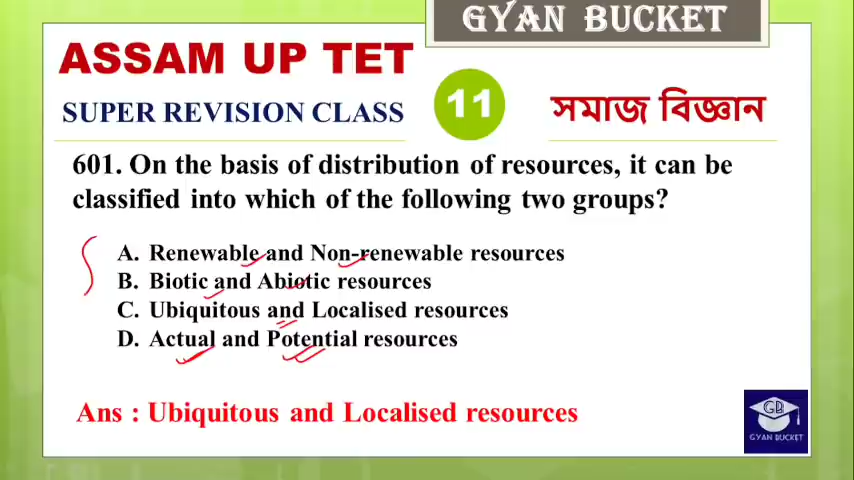 GYAN BUCKET
ASSAM UP TET
SUPER REVISION CLASS
11
সমাজ বিজ্ঞান
601. On the basis of distribution of resources, it can be
classified into which of the following two groups?
A. Renewable and Non-renewable resources
B. Biotic and Abiotic resources
C. Ubiquitous and Localised resources
D. Actual and Potential resources
Ans : Ubiquitous and Localised resources
GB
GYAN BUCKET